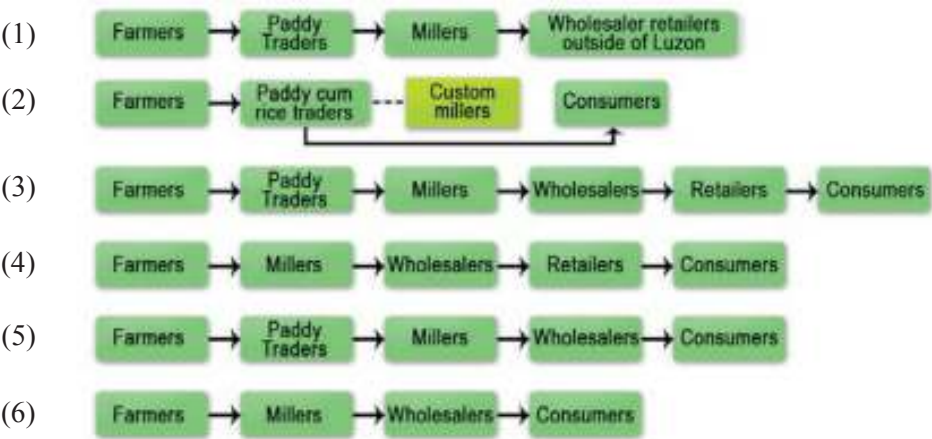 (1) Farmers Paddy Traders Millers Wholesaler retailers outside of Luzon
(2) Farmers Paddy cum rice traders Custom millers Consumers
(3) Farmers Paddy Traders Millers Wholesalers Retailers Consumers
(4) Farmers Millers Wholesalers Retailers Consumers
(5) Farmers Paddy Traders Millers Wholesalers Consumers
(6) Farmers Millers Wholesalers Consumers